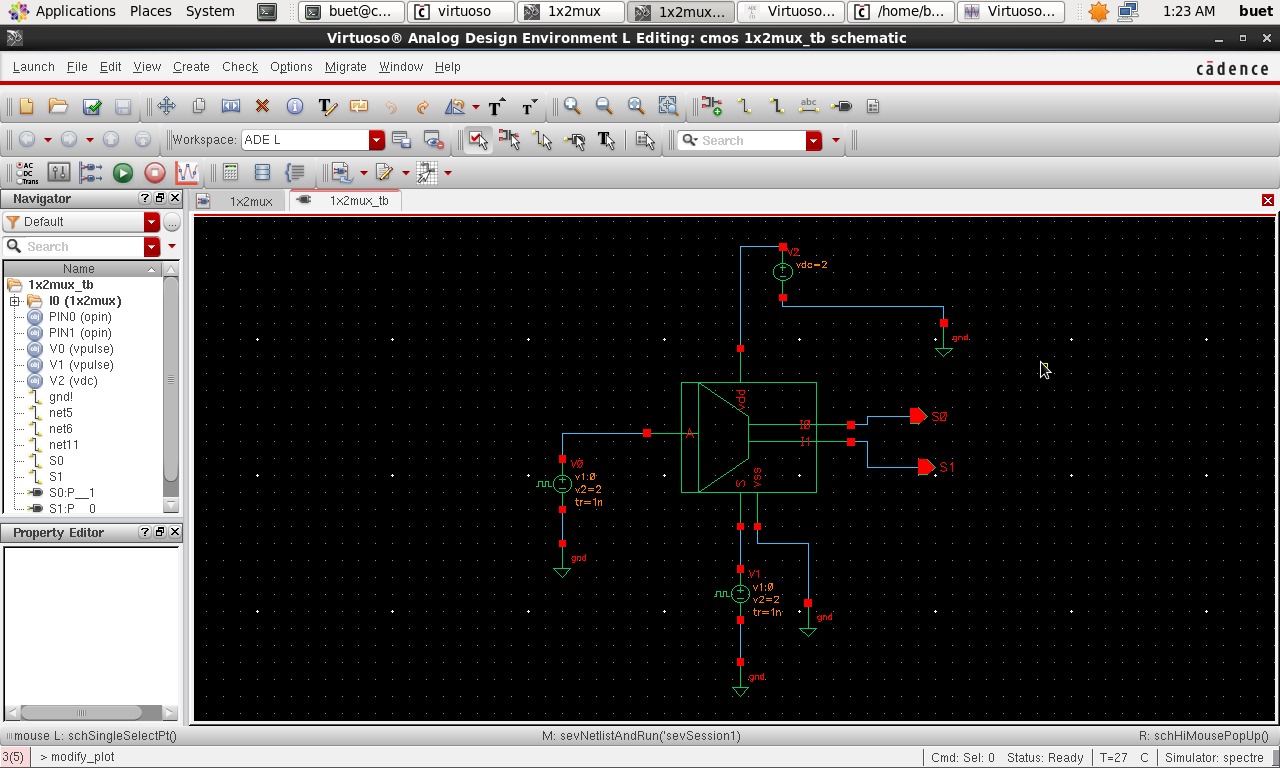 Applications Places System buet@c... virtuoso 1x2mux 1x2mux... Virtuoso... /home/b... Virtuoso... 1:23 AM buet
Virtuoso® Analog Design Environment L Editing: cmos 1x2mux_tb schematic
Launch File Edit View Create Check Options Migrate Window Help cādence
Workspace: ADE L Search
AC
DC
Trans
Navigator
1x2mux 1x2mux_tb
Default
Search
Name
1x2mux_tb
I0 (1x2mux)
PIN0 (opin)
PIN1 (opin)
V0 (vpulse)
V1 (vpulse)
V2 (vdc)
gnd!
net5
net6
net11
S0
S1
S0:P__1
S1:P__0
Property Editor
V2
vdc=2
gnd
vdd
A
I0
I1
S
vss
S0
S1
V0
v1:0
v2=2
tr=1n
gnd
V1
v1:0
v2=2
tr=1n
gnd
gnd
mouse L: schSingleSelectPt() M: sevNetlistAndRun('sevSession1) R: schHiMousePopUp()
3(5) > modify_plot Cmd: Sel: 0 Status: Ready T=27 C Simulator: spectre